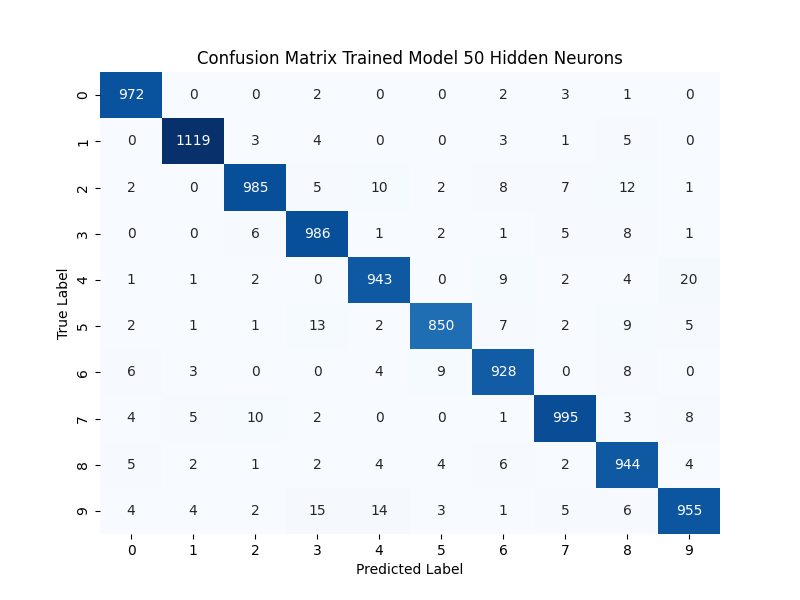 Confusion Matrix Trained Model 50 Hidden Neurons
0 972 0 0 2 0 0 2 3 1 0
1 0 1119 3 4 0 0 3 1 5 0
2 2 0 985 5 10 2 8 7 12 1
3 0 0 6 986 1 2 1 5 8 1
4 1 1 2 0 943 0 9 2 4 20
5 2 1 1 13 2 850 7 2 9 5
6 6 3 0 0 4 9 928 0 8 0
7 4 5 10 2 0 0 1 995 3 8
8 5 2 1 2 4 4 6 2 944 4
9 4 4 2 15 14 3 1 5 6 955
0 1 2 3 4 5 6 7 8 9
True Label
Predicted Label